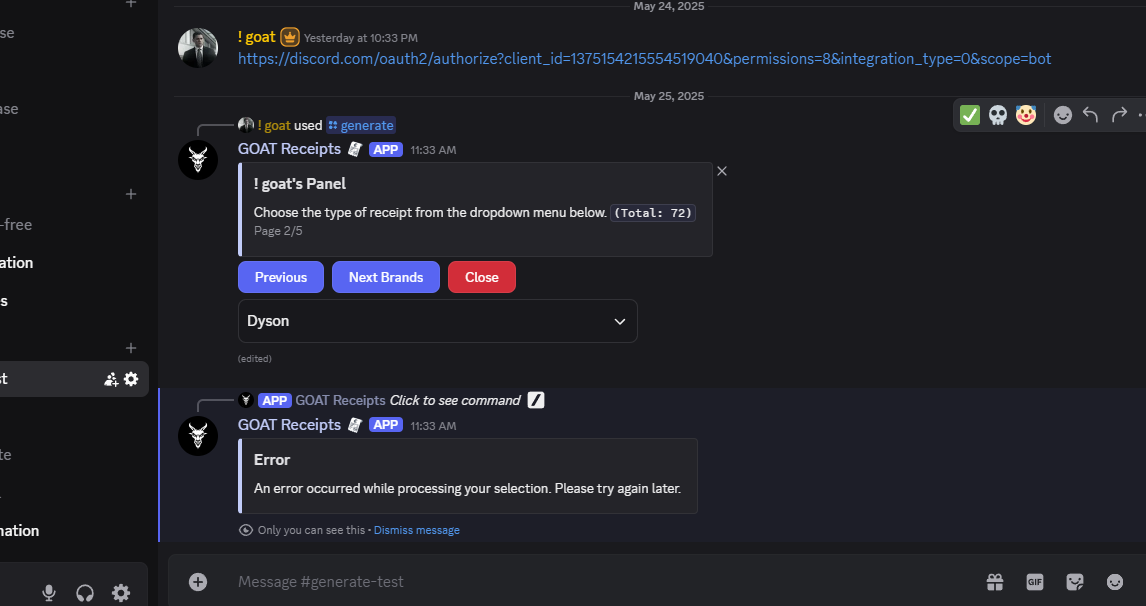 May 24, 2025
se
! goat Yesterday at 10:33 PM
https://discord.com/oauth2/authorize?client_id=1375154215554519040&permissions=8&integration_type=0&scope=bot
ase
May 25, 2025
! goat used generate
GOAT Receipts APP 11:33 AM
! goat's Panel
Choose the type of receipt from the dropdown menu below. (Total: 72)
Page 2/5
-free
ation
Previous Next Brands Close
s
Dyson
(edited)
st
APP GOAT Receipts Click to see command
GOAT Receipts APP 11:33 AM
te
Error
An error occurred while processing your selection. Please try again later.
nation
Only you can see this • Dismiss message
Message #generate-test
GIF